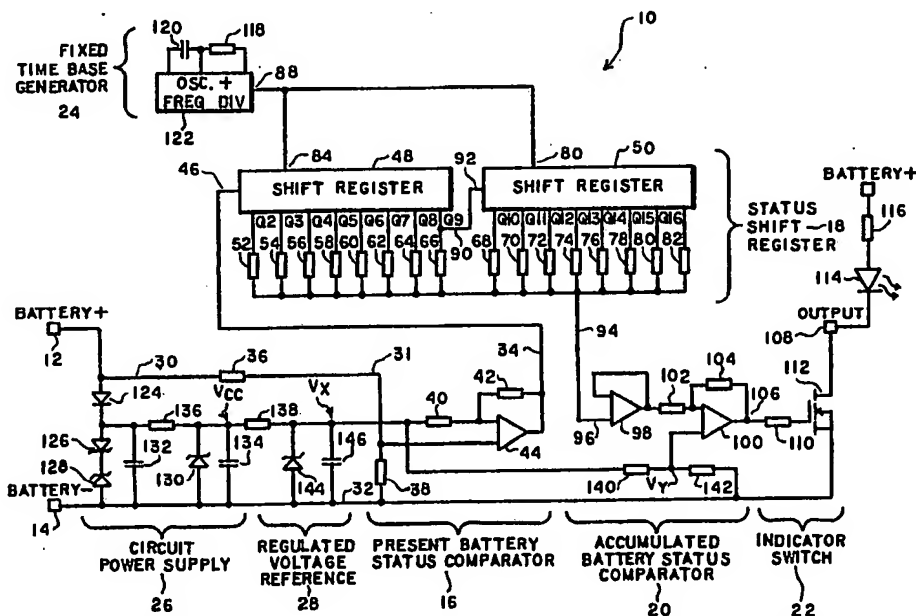 10
120
118
FIXED
TIME BASE
GENERATOR
24
OSC. +
FREQ DIV
88
122
46
84
48
92
80
50
SHIFT REGISTER
SHIFT REGISTER
Q2 Q3 Q4 Q5 Q6 Q7 Q8 Q9
Q10 Q11 Q12 Q13 Q14 Q15 Q16
52 54 56 58 60 62 64 66
90
68 70 72 74 76 78 80 82
STATUS
SHIFT
REGISTER
18
BATTERY+
116
114
OUTPUT
108
BATTERY+
12
30
36
31
34
94
124
136
VCC
138
VX
40
42
44
96
98
102
104
106
100
110
112
126
128
132
130
134
144
146
38
140
VY
142
BATTERY-
14
32
CIRCUIT
POWER SUPPLY
26
REGULATED
VOLTAGE
REFERENCE
28
PRESENT BATTERY
STATUS COMPARATOR
16
ACCUMULATED
BATTERY STATUS
COMPARATOR
20
INDICATOR
SWITCH
22